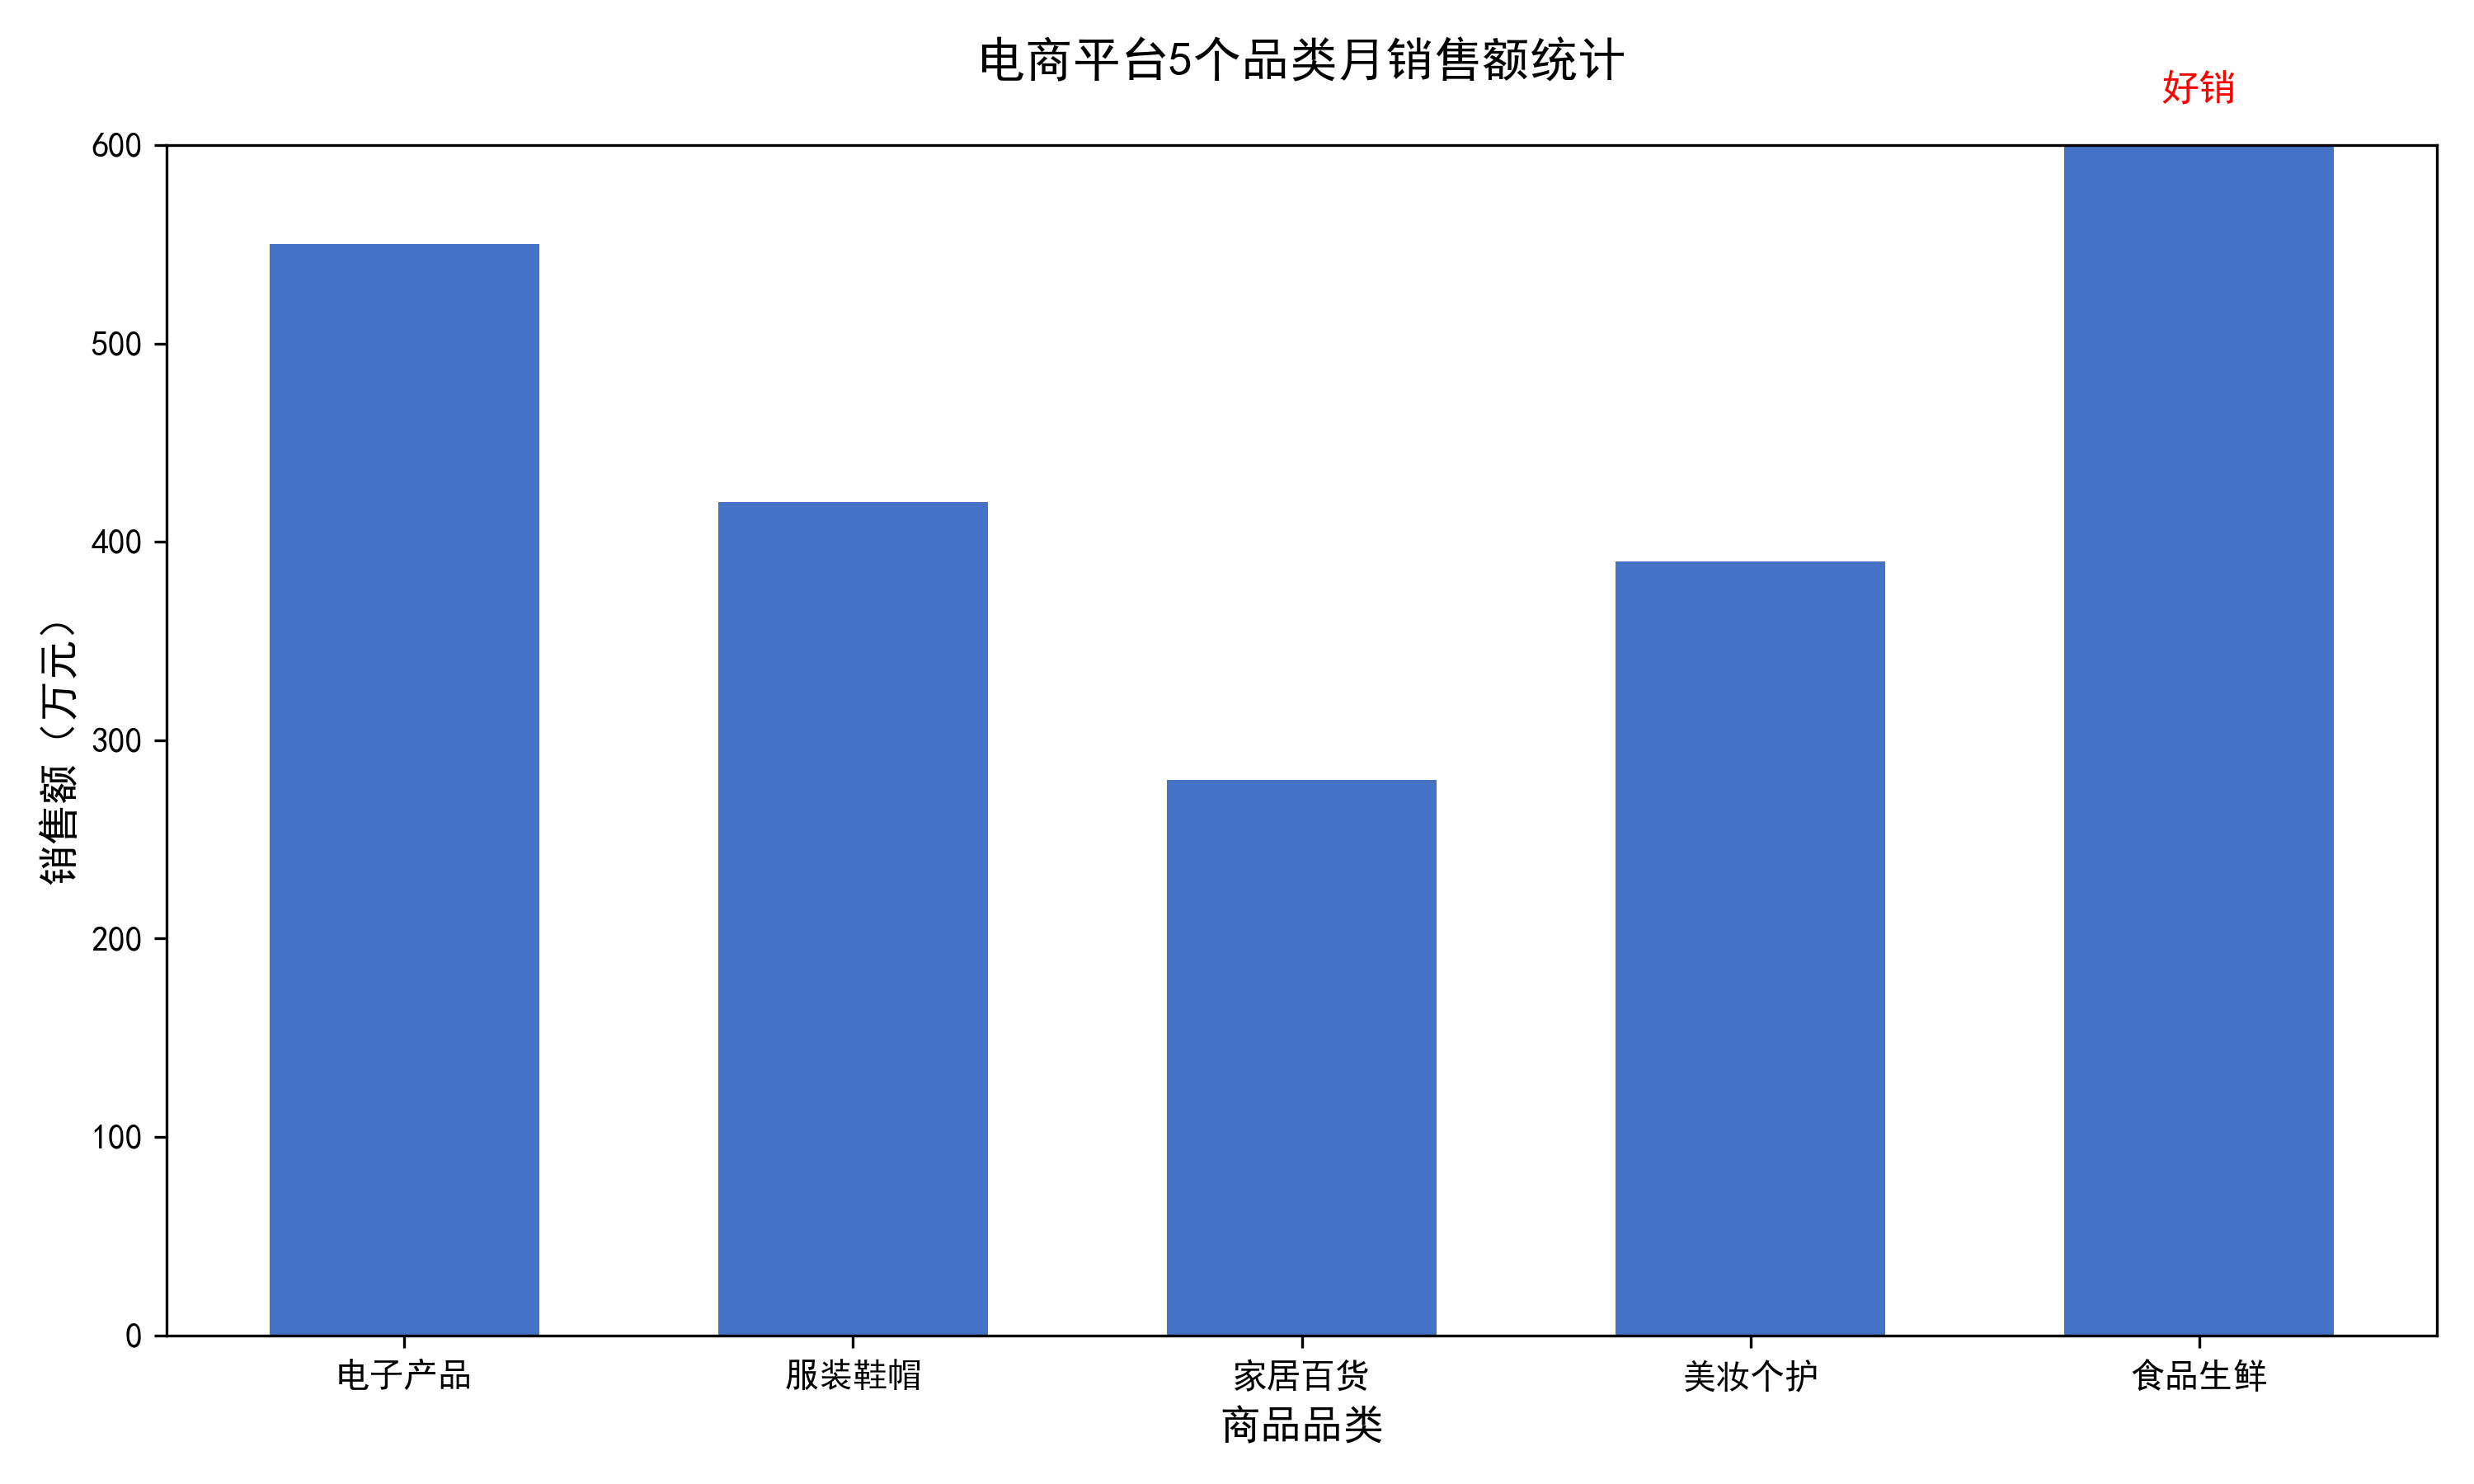 电商平台5个品类月销售额统计
好销
600
500
400
300
200
100
0
销售额（万元）
电子产品
服装鞋帽
家居百货
美妆个护
食品生鲜
商品品类